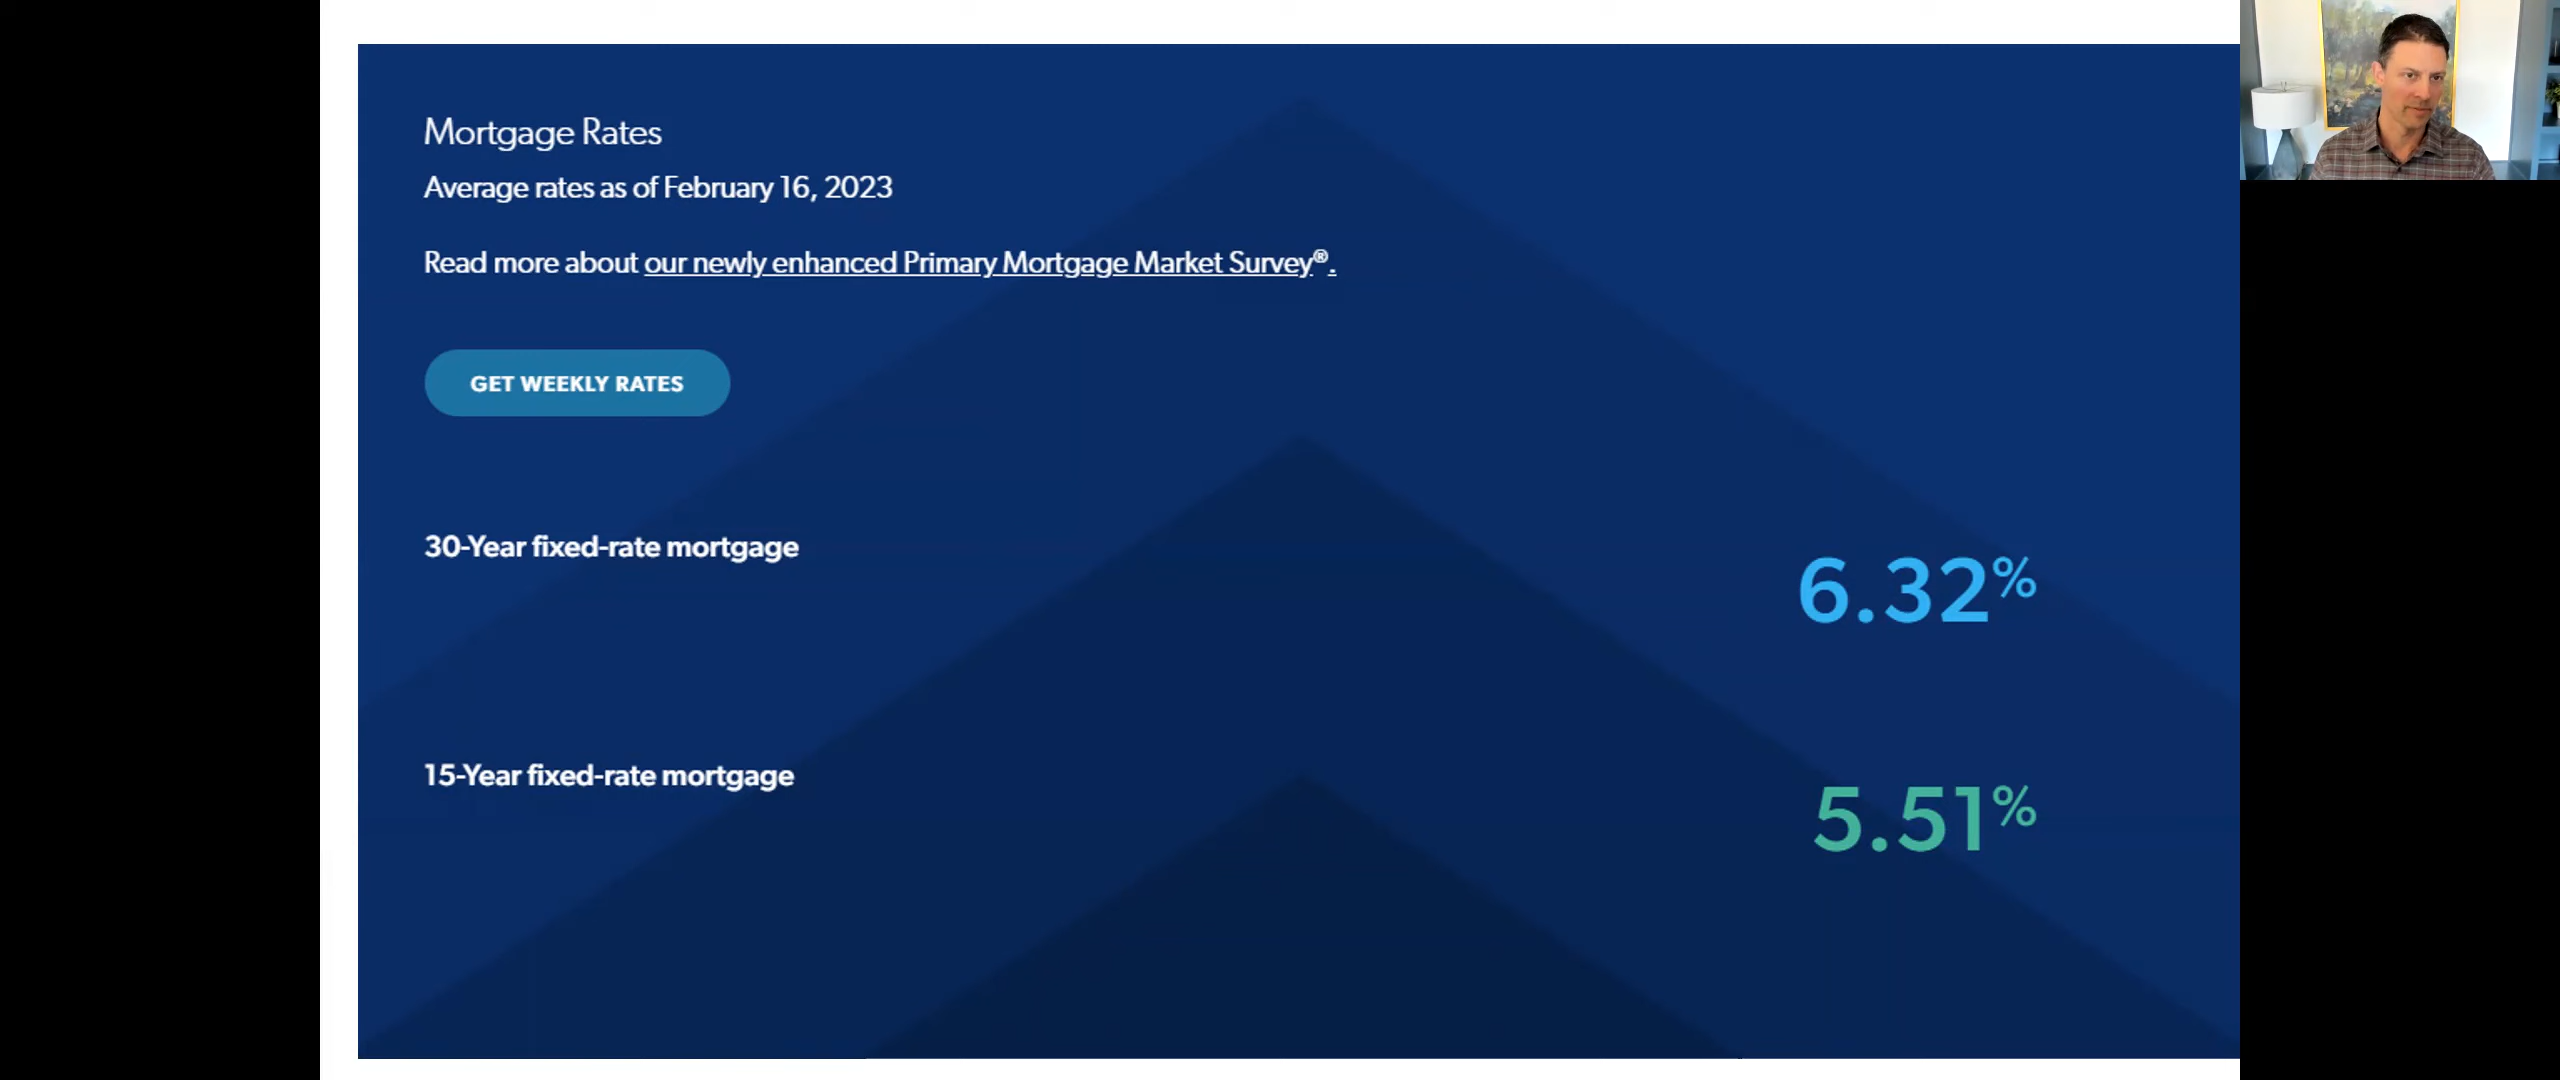 Mortgage Rates
Average rates as of February 16, 2023
Read more about our newly enhanced Primary Mortgage Market Survey®.
GET WEEKLY RATES
30-Year fixed-rate mortgage
6.32%
15-Year fixed-rate mortgage
5.51%